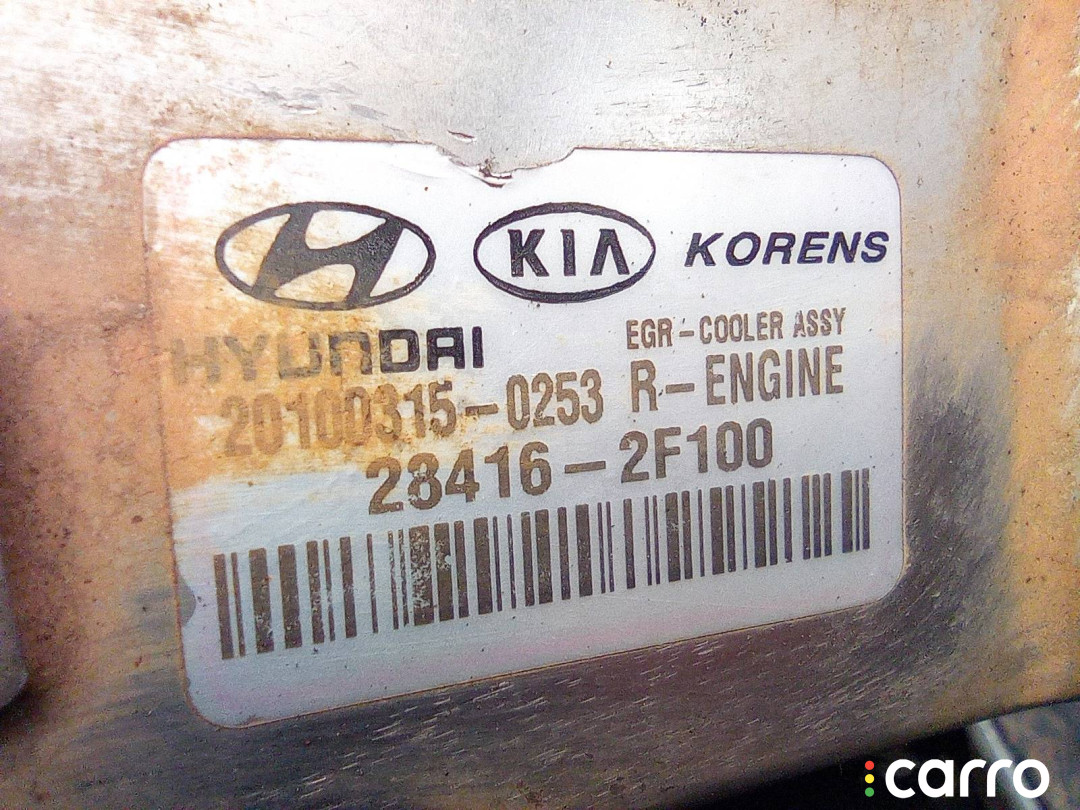 KIA KORENS
HYUNDAI EGR-COOLER ASSY
20100315-0253 R-ENGINE
28416-2F100
carro